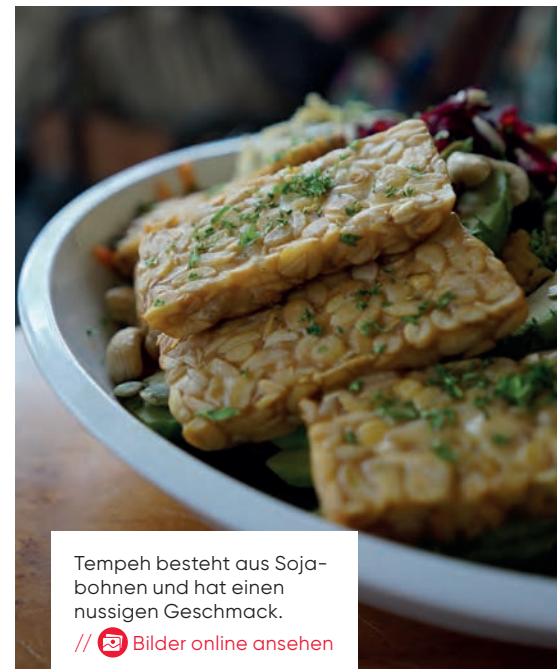 Tempeh besteht aus Soja-
bohnen und hat einen
nussigen Geschmack.
// Bilder online ansehen